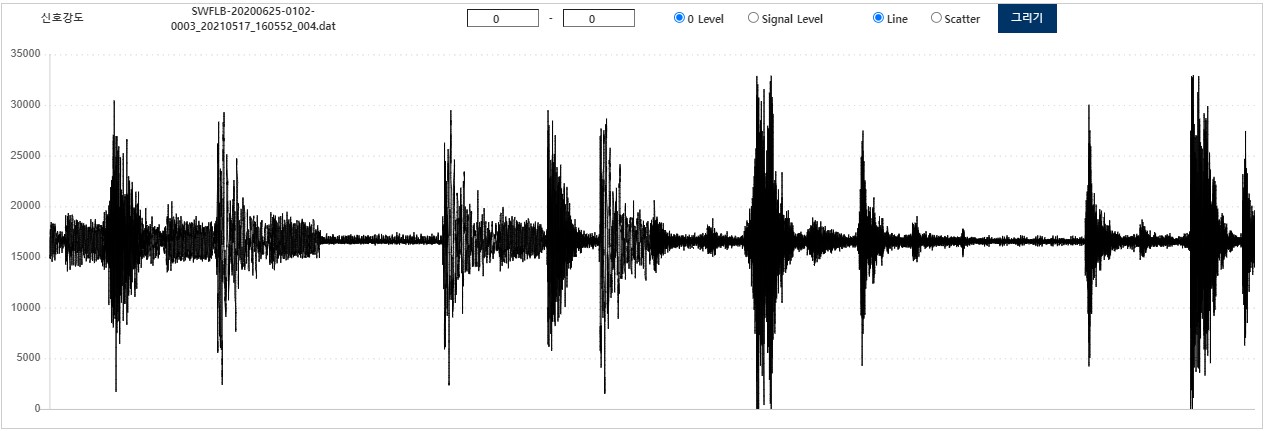 신호강도
SWFLB-20200625-0102-
0003_20210517_160552_004.dat
0 - 0
0 Level Signal Level
Line Scatter
그리기
35000
30000
25000
20000
15000
10000
5000
0